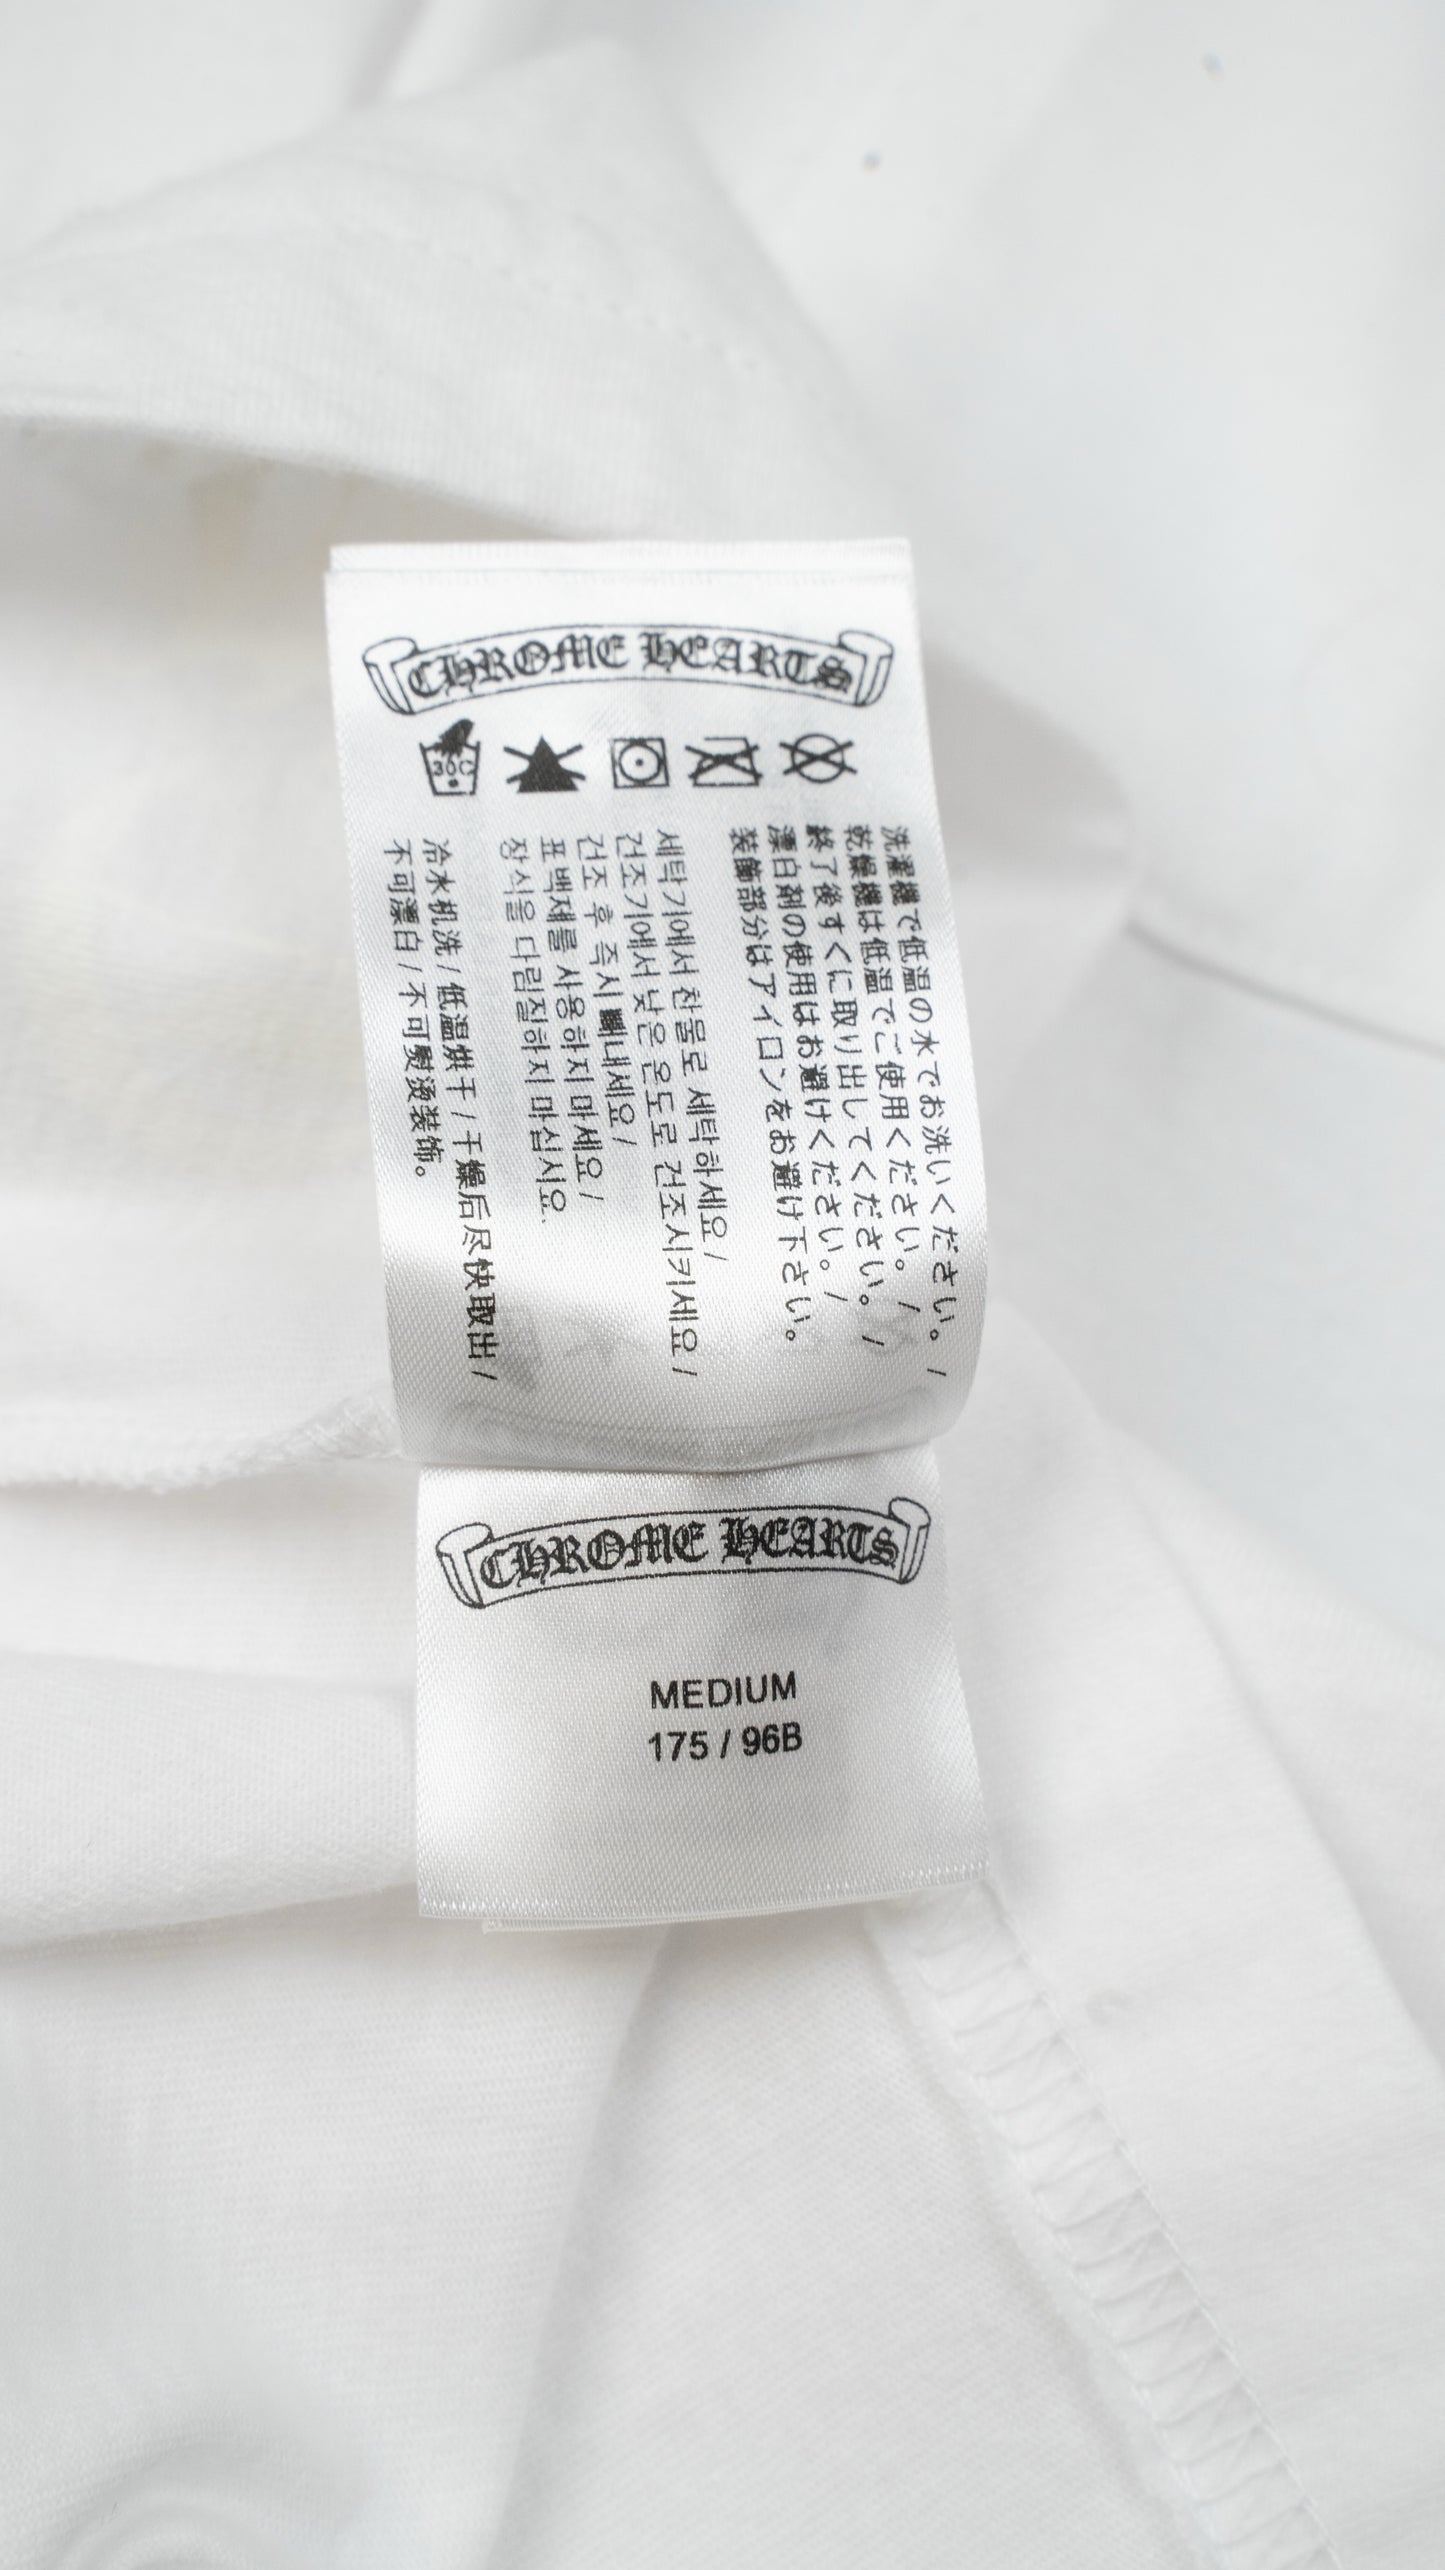 CHROME HEARTS
30C
洗濯機で低温の水でお洗いください。 /
乾燥機は低温でご使用ください。 /
終了後すぐに取り出してください。 /
漂白剤の使用はお避けください。 /
装飾部分はアイロンをお避け下さい。
세탁기에서 찬물로 세탁하세요 /
건조기에서 낮은 온도로 건조시키세요 /
건조 후 즉시 빼내세요 /
표백제를 사용하지 마세요 /
장식을 다림질하지 마십시오.
冷水机洗 / 低温烘干 / 干燥后尽快取出 /
不可漂白 / 不可熨烫装饰。
CHROME HEARTS
MEDIUM
175 / 96B